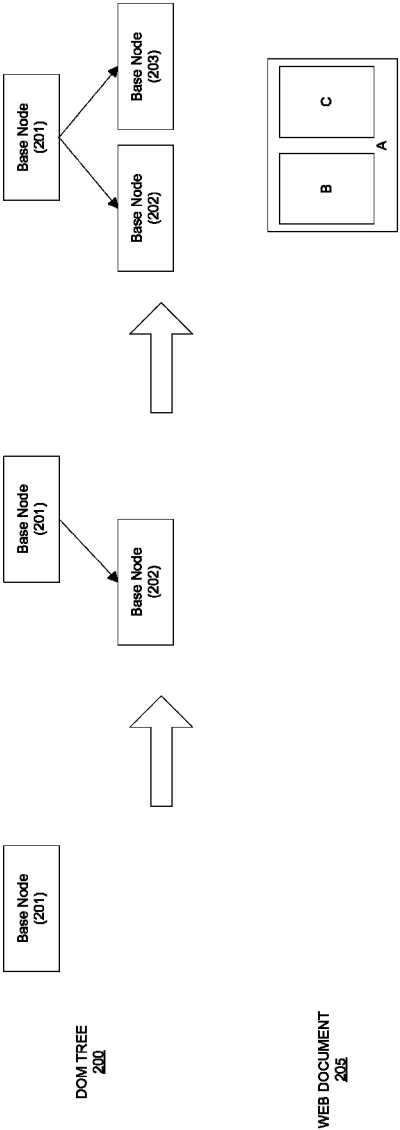 DOM TREE
200
Base Node
(201)
Base Node
(201)
Base Node
(202)
Base Node
(201)
Base Node
(202)
Base Node
(203)
WEB DOCUMENT
205
B
C
A